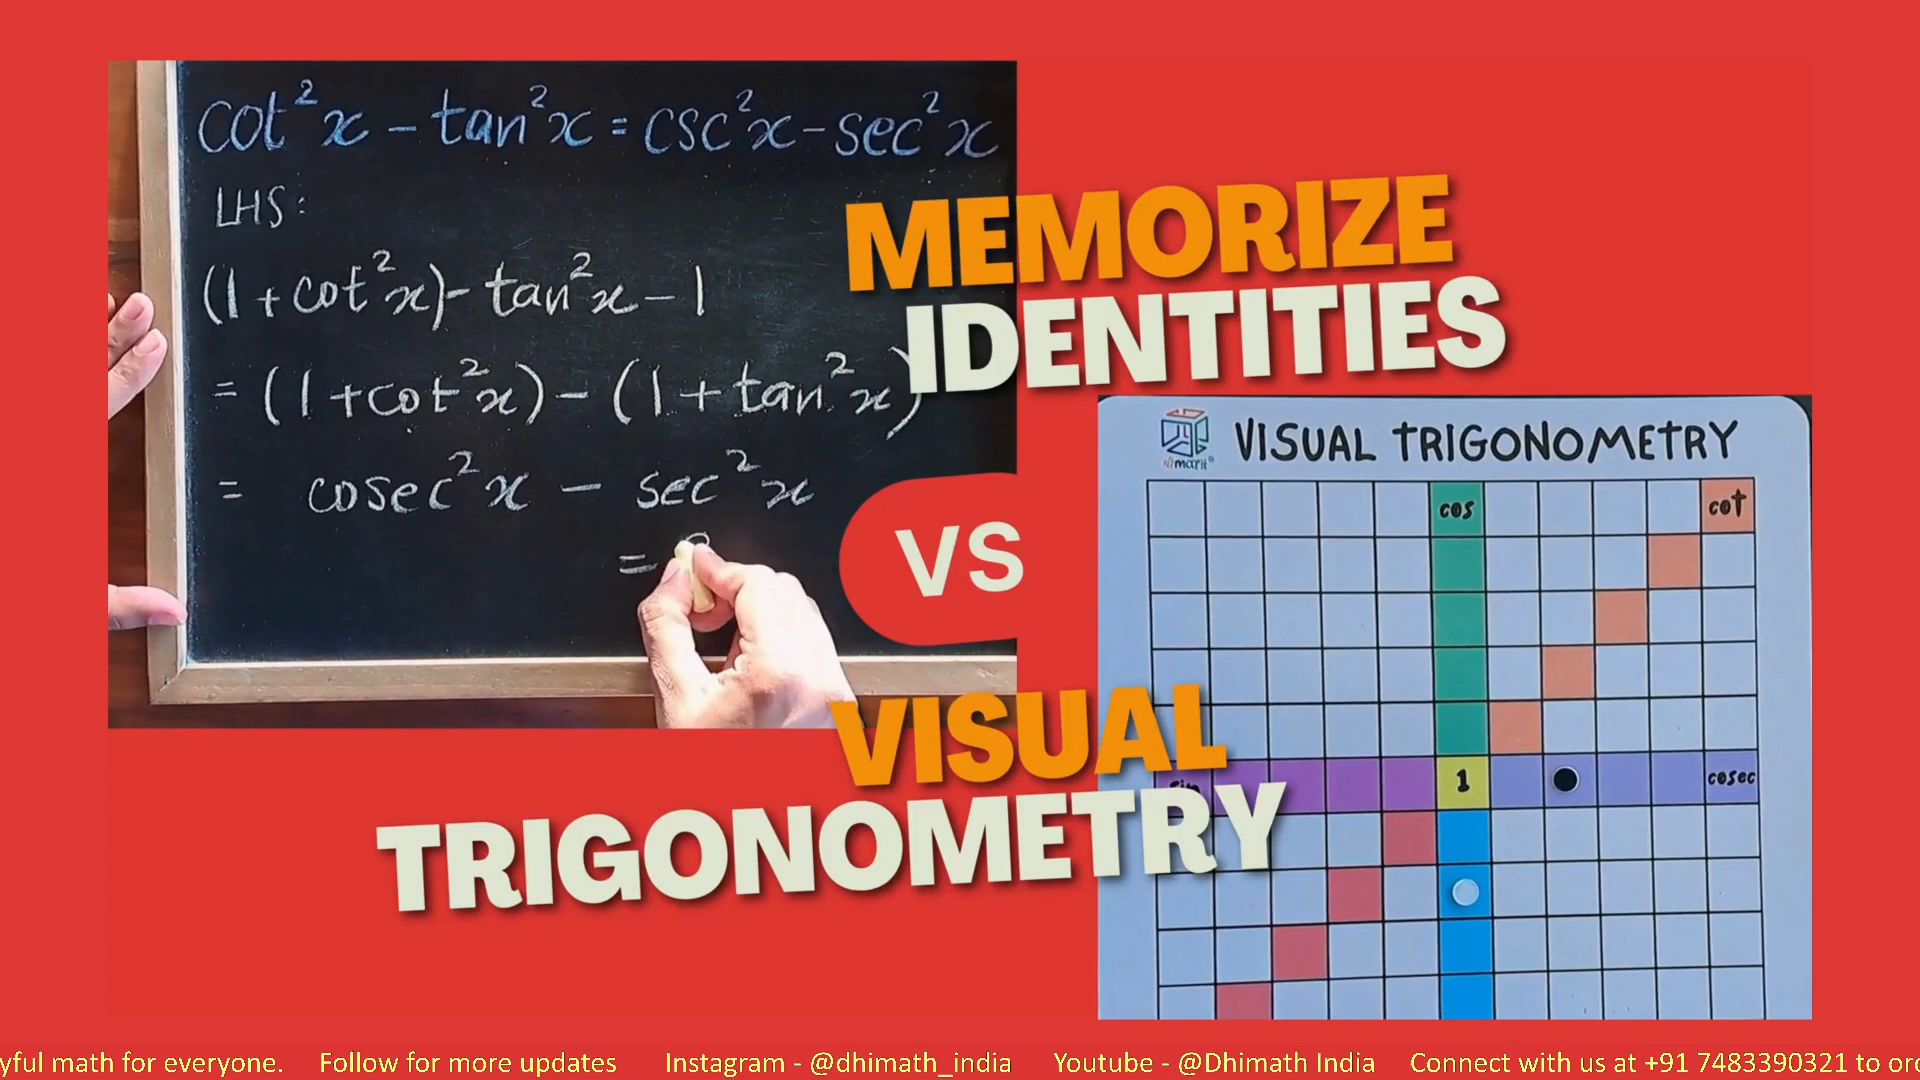 cot²x - tan²x = csc²x - sec²x
LHS:
(1 + cot²x) - tan²x - 1
= (1 + cot²x) - (1 + tan²x)
= cosec²x - sec²x
=
MEMORIZE
IDENTITIES
VS
VISUAL
TRIGONOMETRY
VISUAL TRIGONOMETRY
cos
cot
1
cosec
yful math for everyone. Follow for more updates Instagram - @dhimath_india Youtube - @Dhimath India Connect with us at +91 7483390321 to or